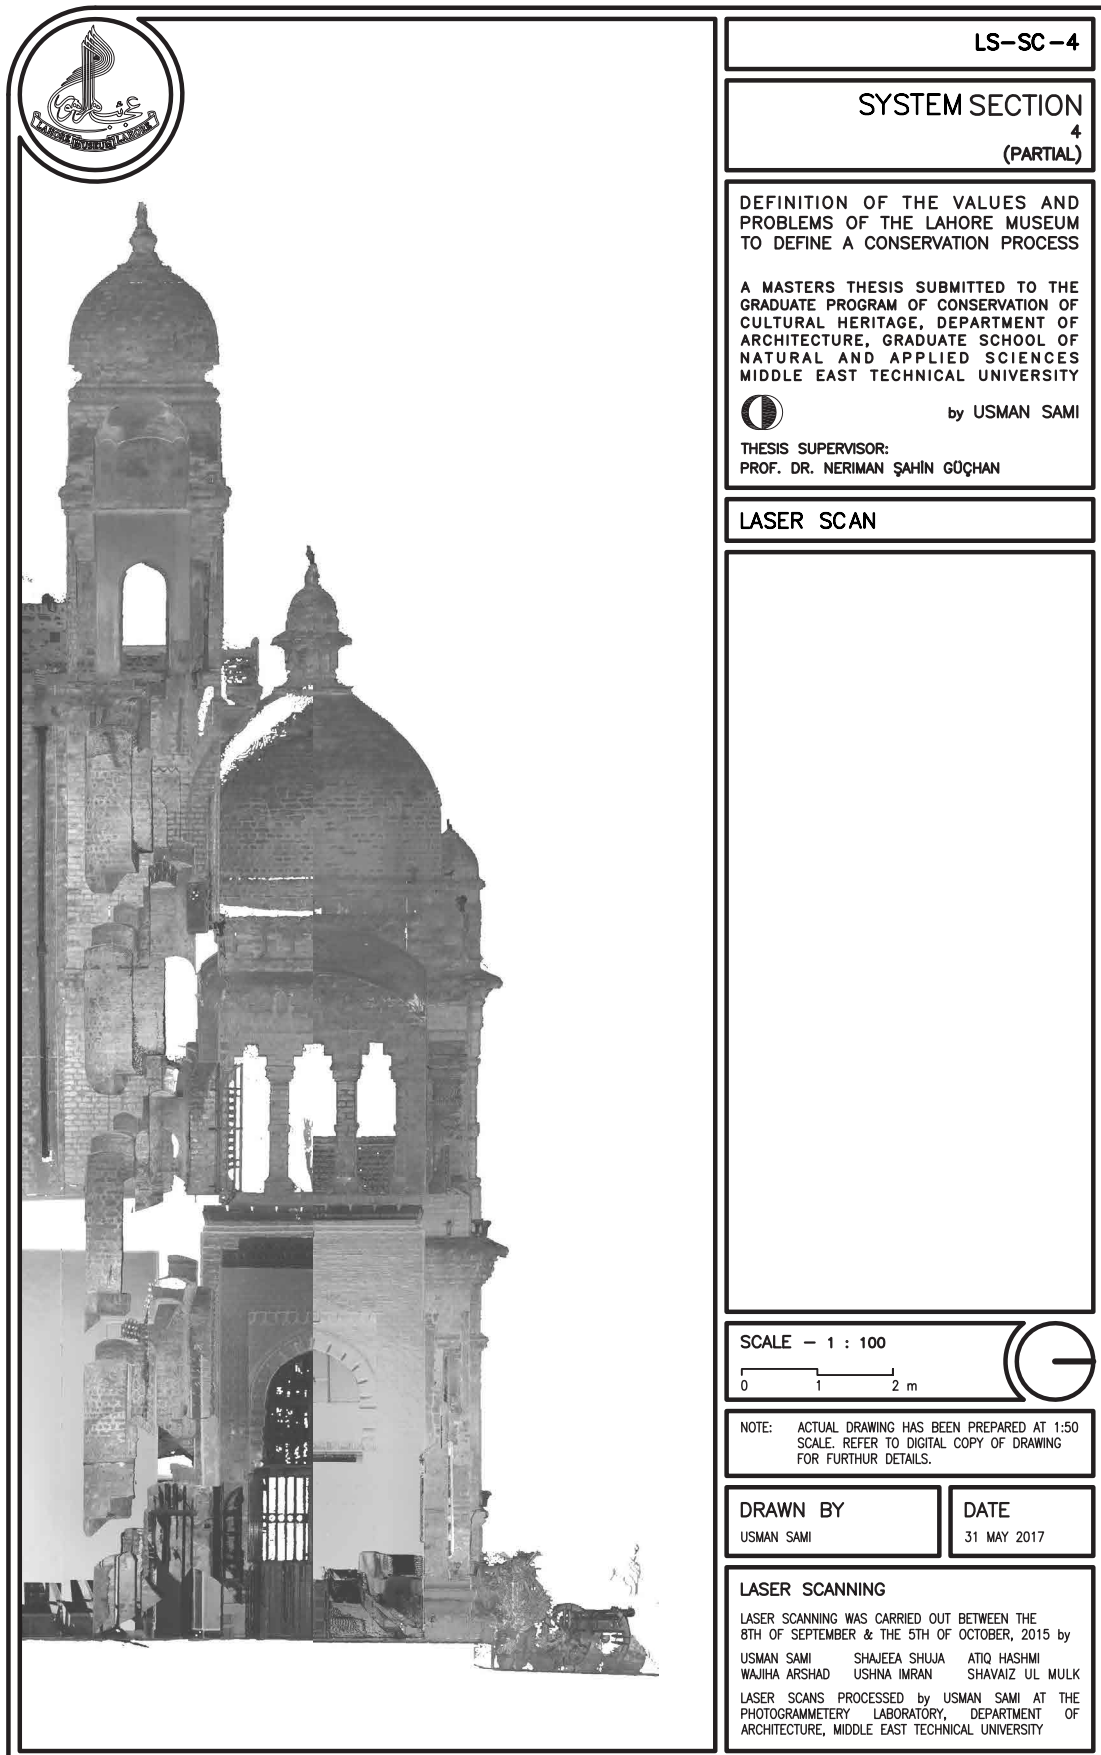 عجائب گھر لاہور
LAHORE MUSEUM LAHORE
LS-SC-4
SYSTEM SECTION
4
(PARTIAL)
DEFINITION OF THE VALUES AND
PROBLEMS OF THE LAHORE MUSEUM
TO DEFINE A CONSERVATION PROCESS
A MASTERS THESIS SUBMITTED TO THE
GRADUATE PROGRAM OF CONSERVATION OF
CULTURAL HERITAGE, DEPARTMENT OF
ARCHITECTURE, GRADUATE SCHOOL OF
NATURAL AND APPLIED SCIENCES
MIDDLE EAST TECHNICAL UNIVERSITY
by USMAN SAMI
THESIS SUPERVISOR:
PROF. DR. NERIMAN ŞAHİN GÜÇHAN
LASER SCAN
SCALE - 1 : 100
0 1 2 m
NOTE: ACTUAL DRAWING HAS BEEN PREPARED AT 1:50
SCALE. REFER TO DIGITAL COPY OF DRAWING
FOR FURTHUR DETAILS.
DRAWN BY
USMAN SAMI
DATE
31 MAY 2017
LASER SCANNING
LASER SCANNING WAS CARRIED OUT BETWEEN THE
8TH OF SEPTEMBER & THE 5TH OF OCTOBER, 2015 by
USMAN SAMI SHAJEEA SHUJA ATIQ HASHMI
WAJIHA ARSHAD USHNA IMRAN SHAVAIZ UL MULK
LASER SCANS PROCESSED by USMAN SAMI AT THE
PHOTOGRAMMETERY LABORATORY, DEPARTMENT OF
ARCHITECTURE, MIDDLE EAST TECHNICAL UNIVERSITY